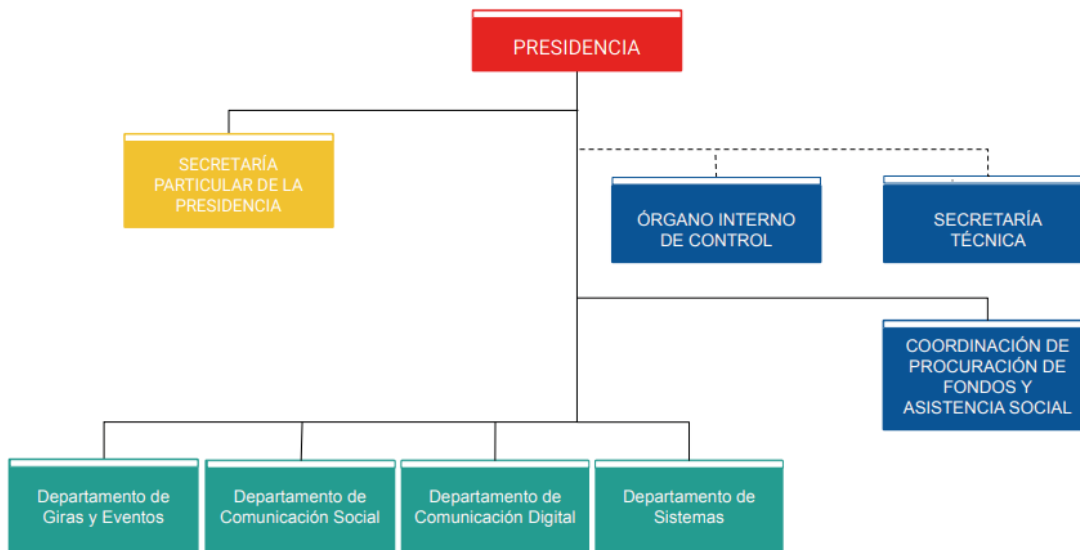 PRESIDENCIA
SECRETARÍA
PARTICULAR DE LA
PRESIDENCIA
ÓRGANO INTERNO
DE CONTROL
SECRETARÍA
TÉCNICA
COORDINACIÓN DE
PROCURACIÓN DE
FONDOS Y
ASISTENCIA SOCIAL
Departamento de
Giras y Eventos
Departamento de
Comunicación Social
Departamento de
Comunicación Digital
Departamento de
Sistemas